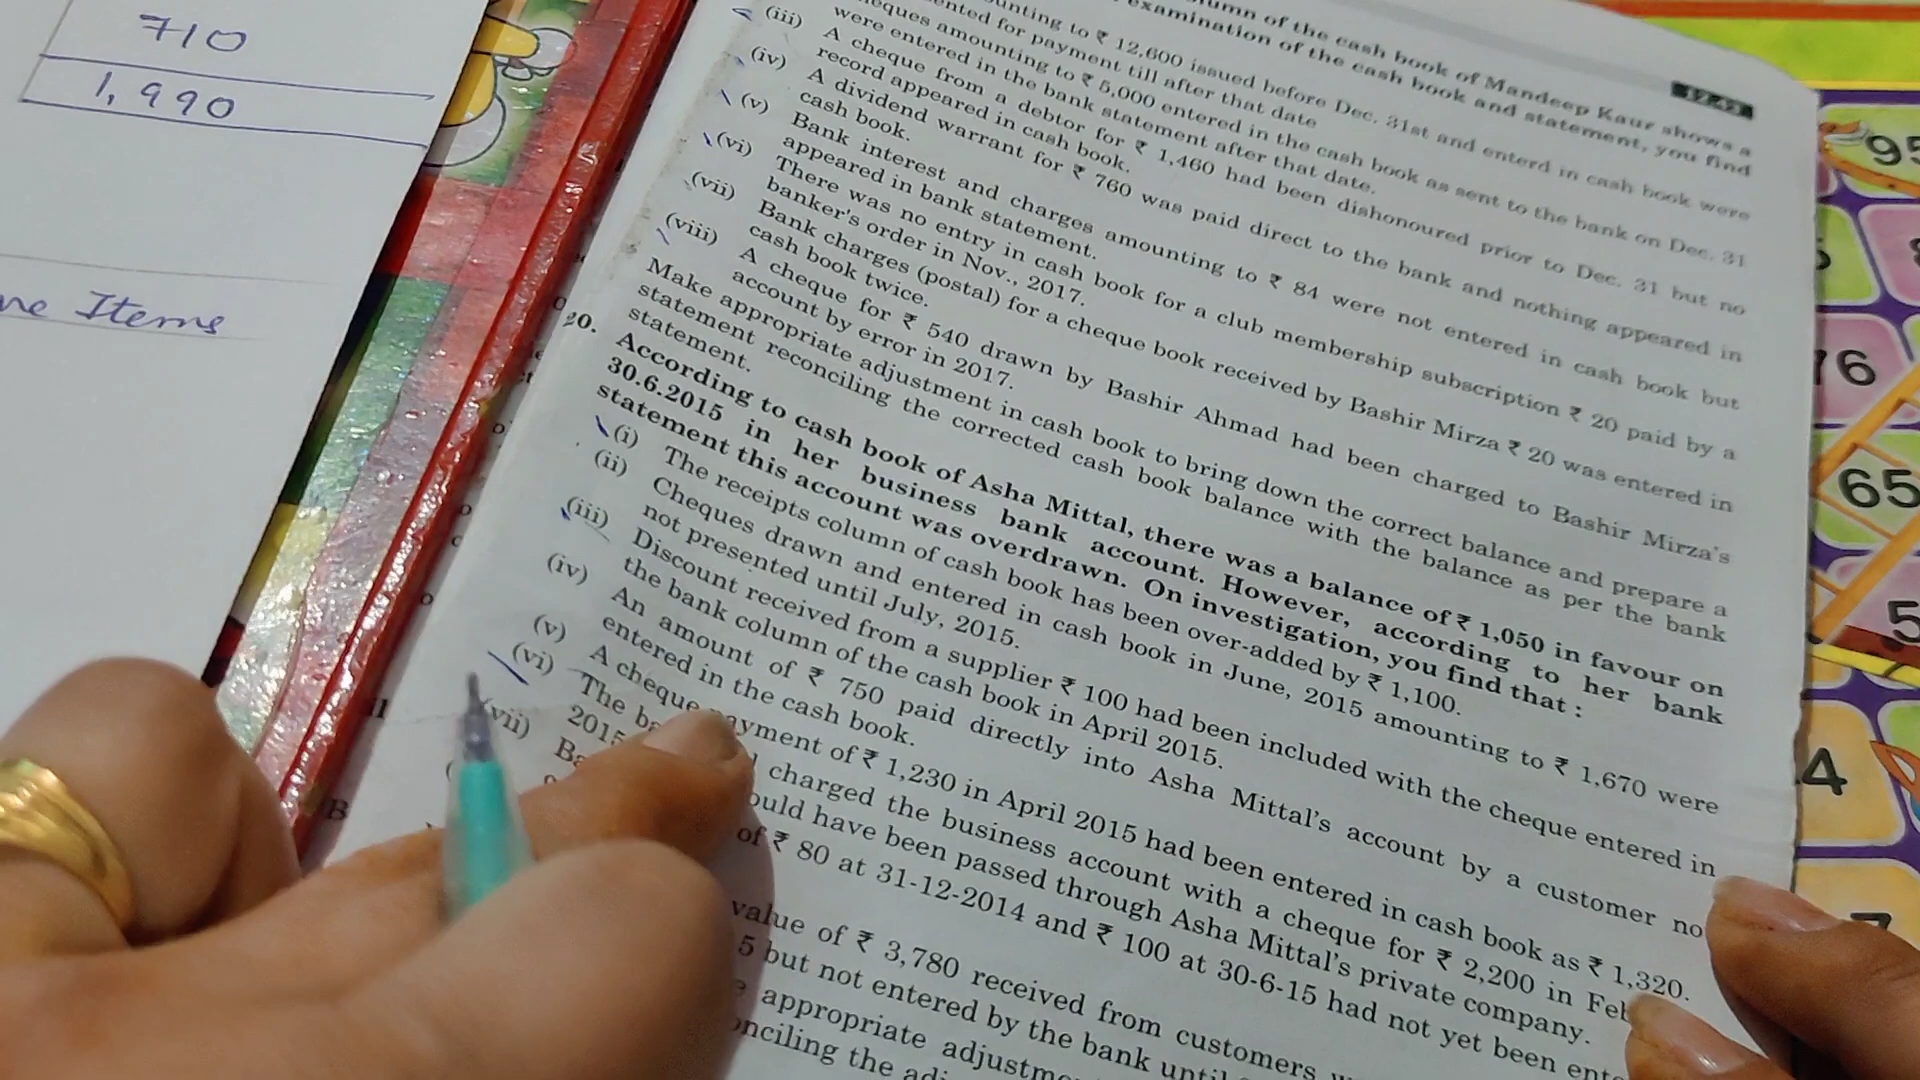 710
1,990
ne Items
12.43
umn of the cash book of Mandeep Kaur shows a
examination of the cash book and statement, you find
unting to ₹ 12,600 issued before Dec. 31st and enterd in cash book were
ented for payment till after that date
(iii) eques amounting to ₹ 5,000 entered in the cash book as sent to the bank on Dec. 31
were entered in the bank statement after that date.
(iv) A cheque from a debtor for ₹ 1,460 had been dishonoured prior to Dec. 31 but no
record appeared in cash book.
(v) A dividend warrant for ₹ 760 was paid direct to the bank and nothing appeared in
cash book.
(vi) Bank interest and charges amounting to ₹ 84 were not entered in cash book but
appeared in bank statement.
(vii) There was no entry in cash book for a club membership subscription ₹ 20 paid by a
banker's order in Nov., 2017.
(viii) Bank charges (postal) for a cheque book received by Bashir Mirza ₹ 20 was entered in
cash book twice.
A cheque for ₹ 540 drawn by Bashir Ahmad had been charged to Bashir Mirza's
account by error in 2017.
Make appropriate adjustment in cash book to bring down the correct balance and prepare a
statement reconciling the corrected cash book balance with the balance as per the bank
statement.
20. According to cash book of Asha Mittal, there was a balance of ₹ 1,050 in favour on
30.6.2015 in her business bank account. However, according to her bank
statement this account was overdrawn. On investigation, you find that :
(i) The receipts column of cash book has been over-added by ₹ 1,100.
(ii) Cheques drawn and entered in cash book in June, 2015 amounting to ₹ 1,670 were
not presented until July, 2015.
(iii) Discount received from a supplier ₹ 100 had been included with the cheque entered in
the bank column of the cash book in April 2015.
(iv) An amount of ₹ 750 paid directly into Asha Mittal's account by a customer no
entered in the cash book.
(v) A cheque payment of ₹ 1,230 in April 2015 had been entered in cash book as ₹ 1,320.
(vi) The ba charged the business account with a cheque for ₹ 2,200 in Feb
2015 ould have been passed through Asha Mittal's private company.
(vii) Ba of ₹ 80 at 31-12-2014 and ₹ 100 at 30-6-15 had not yet been ente
value of ₹ 3,780 received from customers w
5 but not entered by the bank until
appropriate adjustme
nciling the adj
95
76
65
5
4